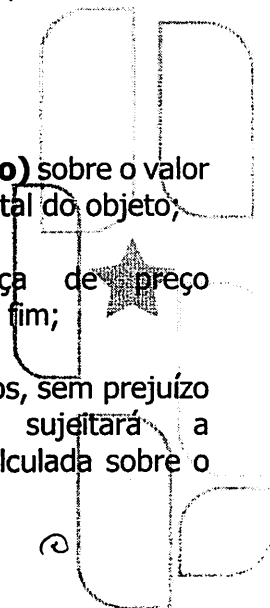 o) sobre o valor
tal do objeto;
ça de preço
fim;
os, sem prejuízo
sujeitará a
lculada sobre o